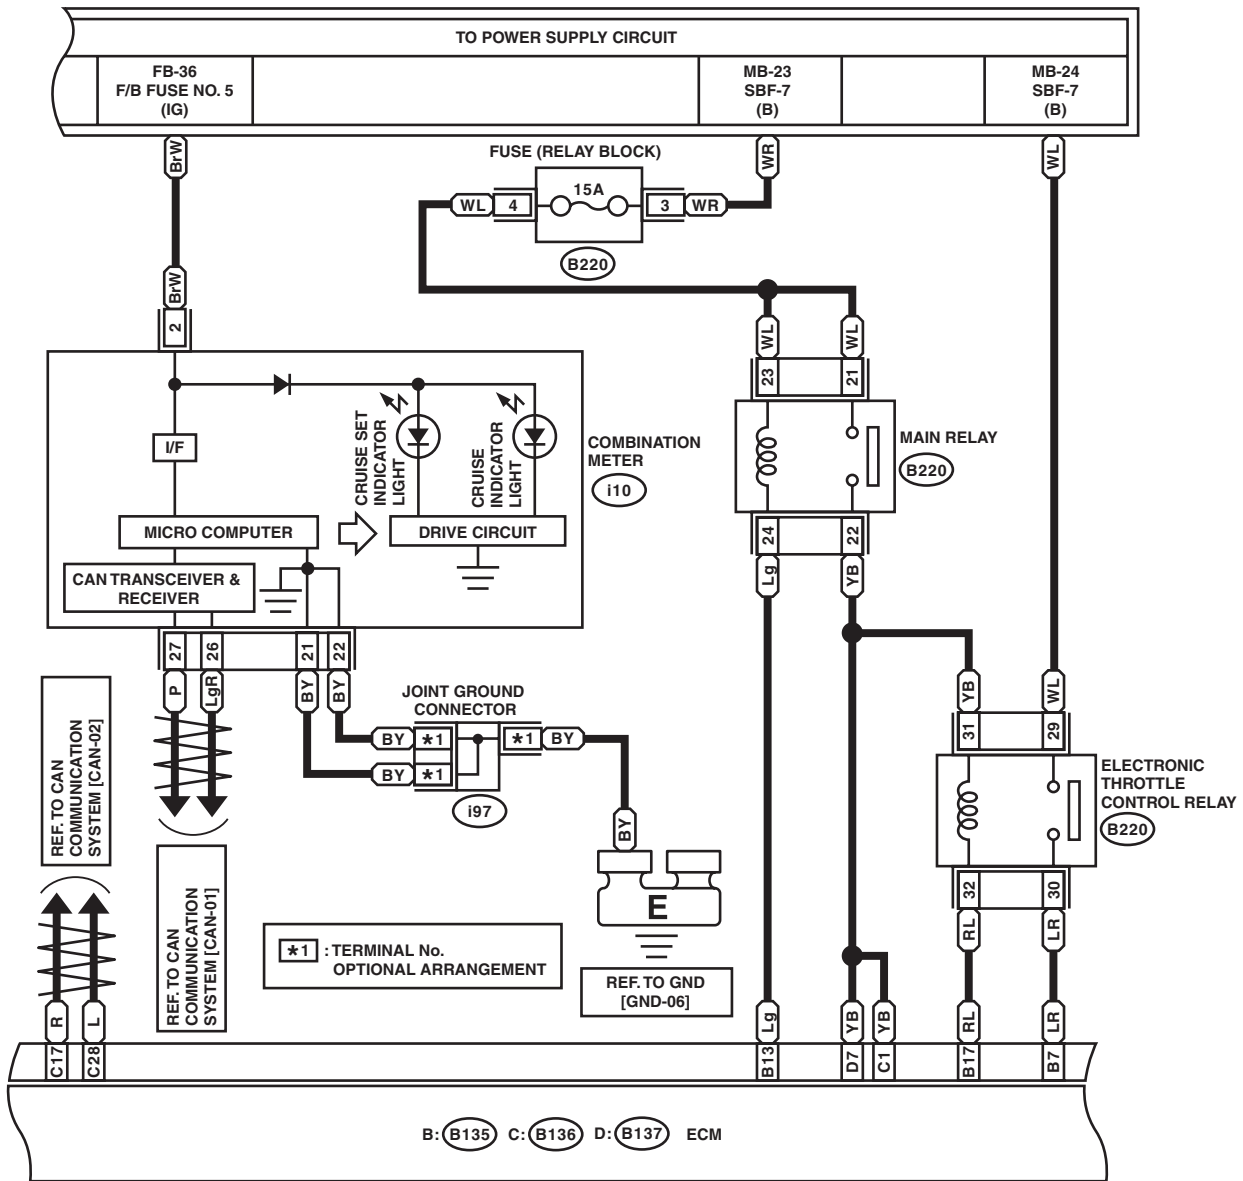 TO POWER SUPPLY CIRCUIT
FB-36
F/B FUSE NO. 5
(IG)
MB-23
SBF-7
(B)
MB-24
SBF-7
(B)
BrW
WR
WL
FUSE (RELAY BLOCK)
15A
WL
4
3
WR
B220
BrW
2
WL
WL
23
21
MAIN RELAY
B220
I/F
CRUISE SET
INDICATOR
LIGHT
CRUISE
INDICATOR
LIGHT
COMBINATION
METER
i10
MICRO COMPUTER
DRIVE CIRCUIT
24
22
Lg
YB
CAN TRANSCEIVER &
RECEIVER
27
26
21
22
P
LgR
BY
BY
YB
WL
31
29
JOINT GROUND
CONNECTOR
BY
*1
*1
BY
BY
*1
i97
ELECTRONIC
THROTTLE
CONTROL RELAY
B220
REF. TO CAN
COMMUNICATION
SYSTEM [CAN-02]
BY
E
32
30
RL
LR
REF. TO CAN
COMMUNICATION
SYSTEM [CAN-01]
*1 : TERMINAL No.
OPTIONAL ARRANGEMENT
REF. TO GND
[GND-06]
R
L
Lg
YB
YB
RL
LR
C17
C28
B13
D7
C1
B17
B7
B: B135 C: B136 D: B137 ECM